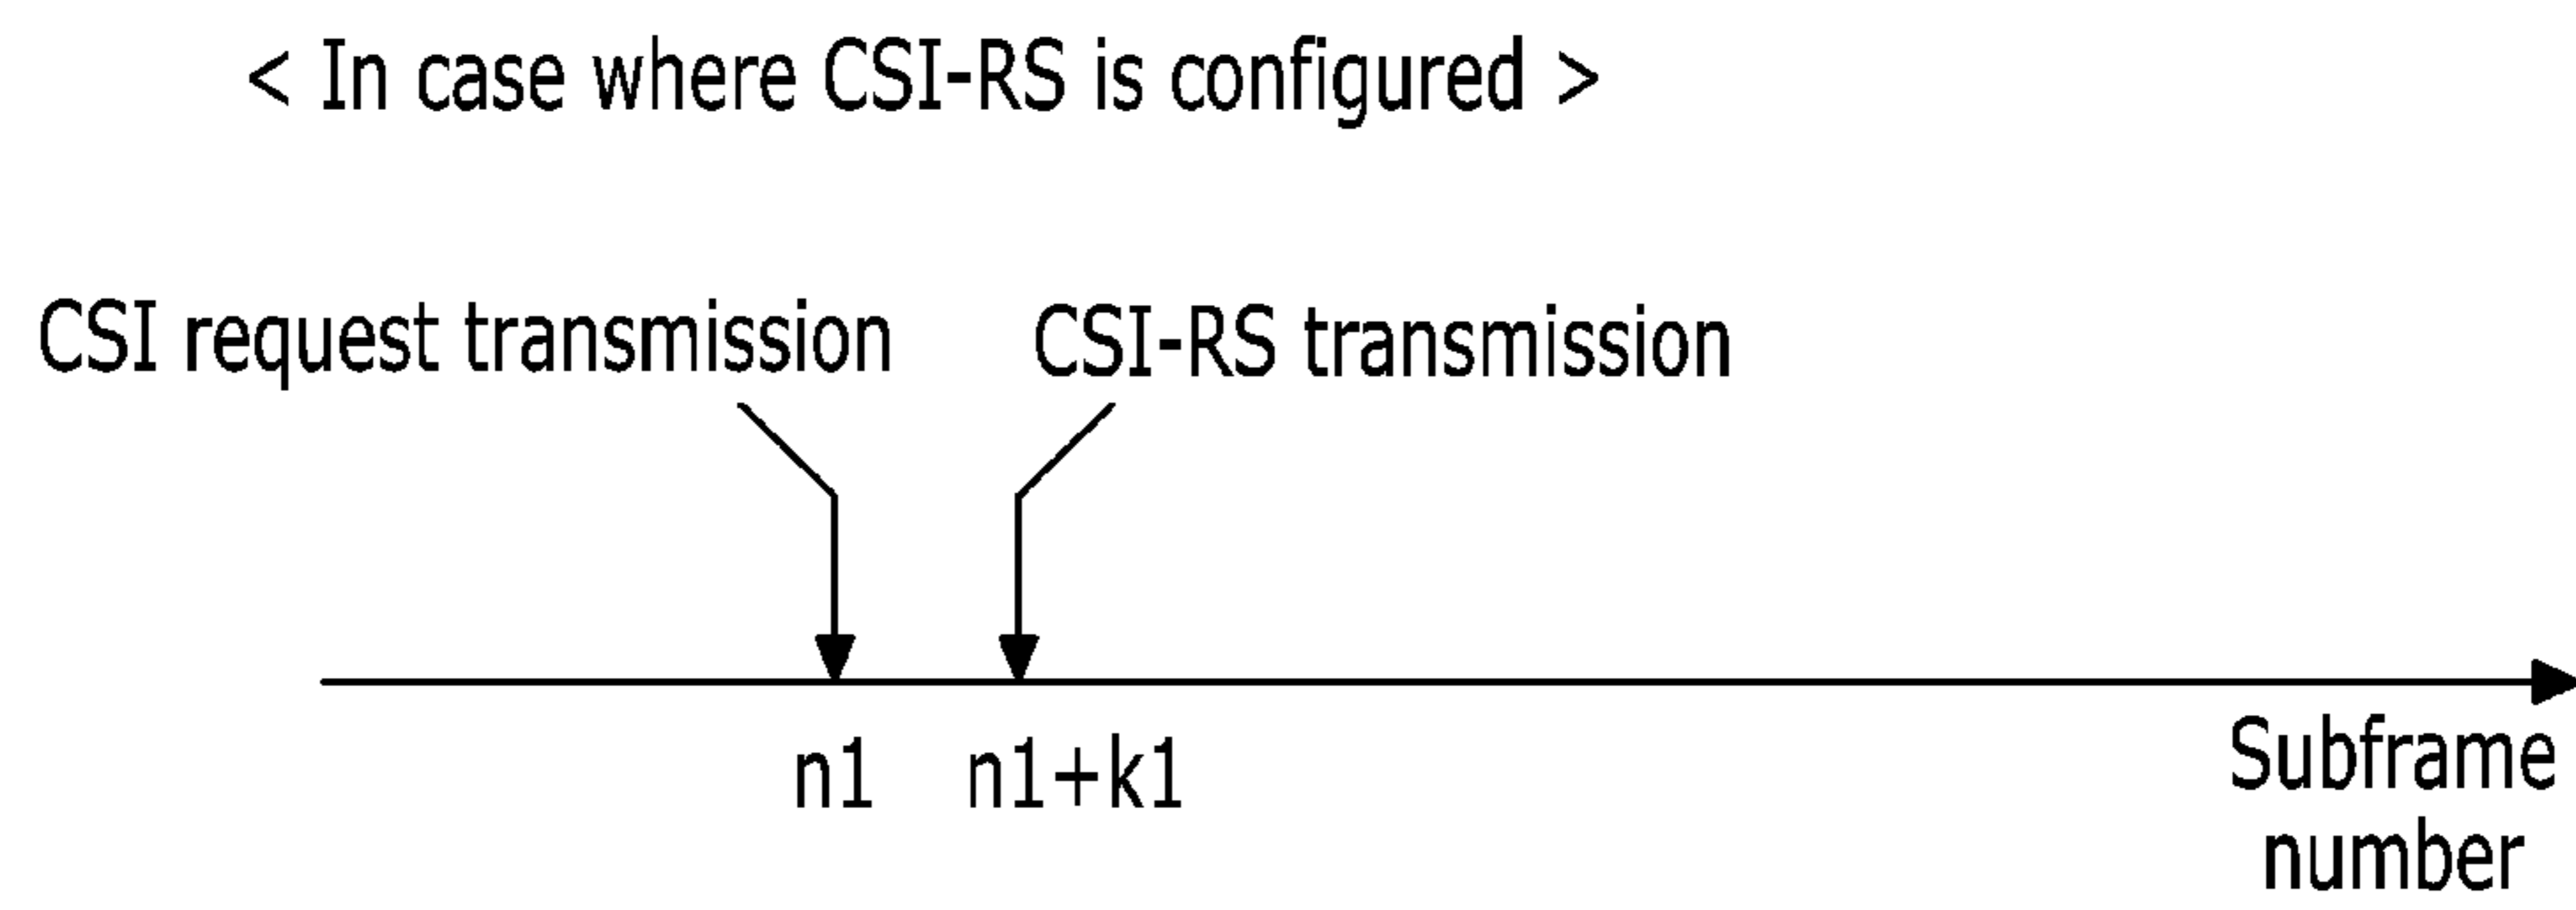 < In case where CSI-RS is configured >
CSI request transmission
CSI-RS transmission
n1
n1+k1
Subframe
number